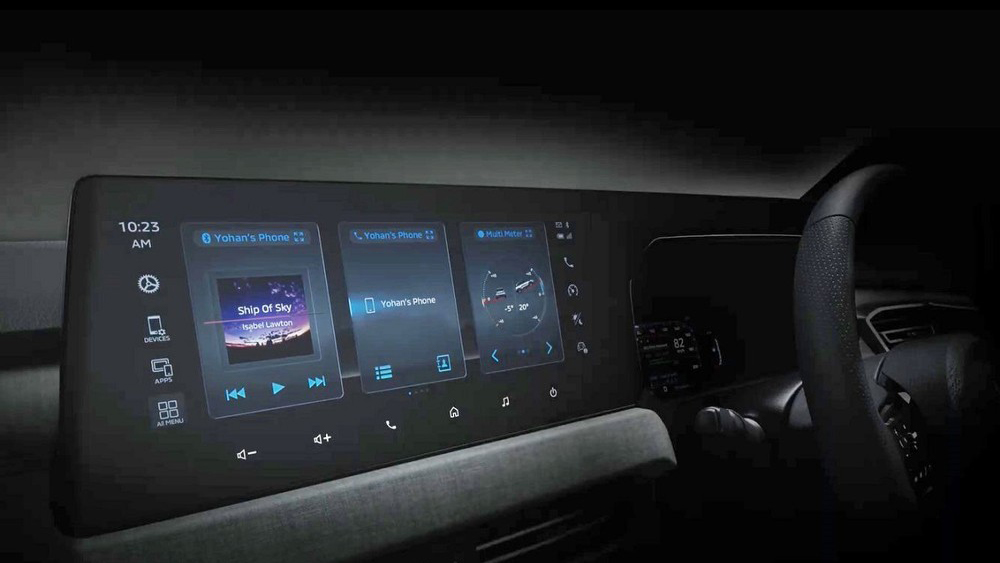 10:23
AM
DEVICES
APPS
All MENU
Yohan's Phone
Ship Of Sky
Isabel Lawton
Yohan's Phone
Yohan's Phone
Multi Meter
-5° 20°
82